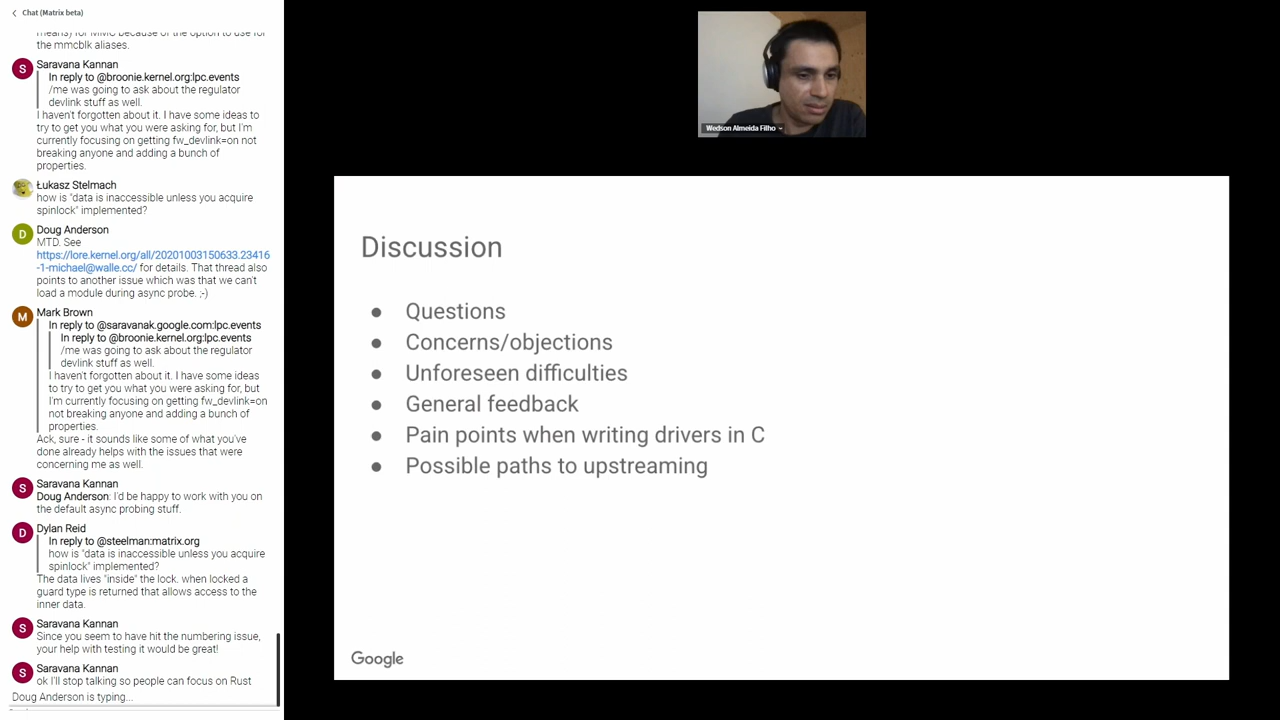 Chat (Matrix beta)
means) for MMC because of the option to use for
the mmcblk aliases.
Saravana Kannan
In reply to @broonie.kernel.org:lpc.events
/me was going to ask about the regulator
devlink stuff as well.
I haven't forgotten about it. I have some ideas to
try to get you what you were asking for, but I'm
currently focusing on getting fw_devlink=on not
breaking anyone and adding a bunch of
properties.
Łukasz Stelmach
how is "data is inaccessible unless you acquire
spinlock" implemented?
Doug Anderson
MTD. See
https://lore.kernel.org/all/20201003150633.23416
-1-michael@walle.cc/ for details. That thread also
points to another issue which was that we can't
load a module during async probe. ;-)
Mark Brown
In reply to @saravanak.google.com:lpc.events
In reply to @broonie.kernel.org:lpc.events
/me was going to ask about the regulator
devlink stuff as well.
I haven't forgotten about it. I have some ideas
to try to get you what you were asking for, but
I'm currently focusing on getting fw_devlink=on
not breaking anyone and adding a bunch of
properties.
Ack, sure - it sounds like some of what you've
done already helps with the issues that were
concerning me as well.
Saravana Kannan
Doug Anderson: I'd be happy to work with you on
the default async probing stuff.
Dylan Reid
In reply to @steelman:matrix.org
how is "data is inaccessible unless you acquire
spinlock" implemented?
The data lives "inside" the lock. when locked a
guard type is returned that allows access to the
inner data.
Saravana Kannan
Since you seem to have hit the numbering issue,
your help with testing it would be great!
Saravana Kannan
ok I'll stop talking so people can focus on Rust
Doug Anderson is typing...
Wedson Almeida Filho
Discussion
● Questions
● Concerns/objections
● Unforeseen difficulties
● General feedback
● Pain points when writing drivers in C
● Possible paths to upstreaming
Google